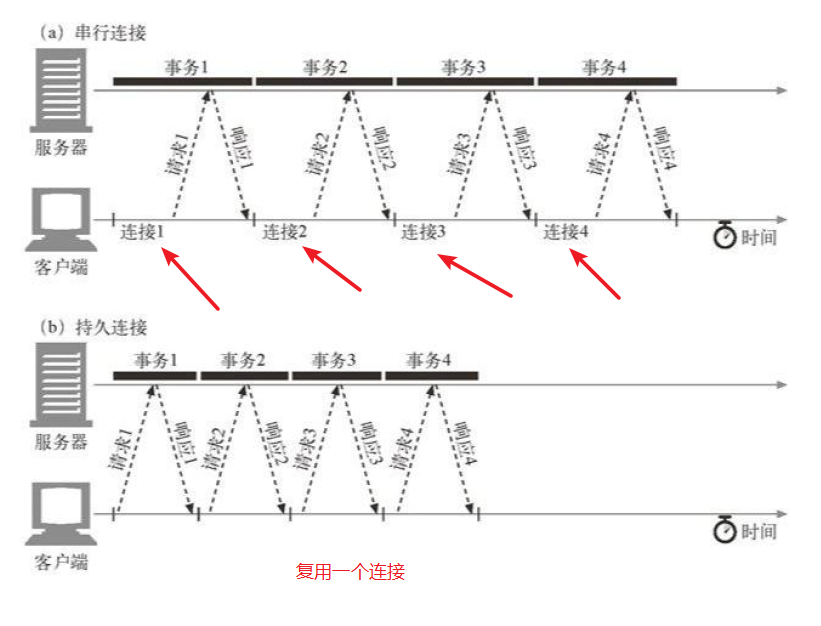 (a) 串行连接
事务1 事务2 事务3 事务4
服务器
请求1 响应1 请求2 响应2 请求3 响应3 请求4 响应4
连接1 连接2 连接3 连接4 时间
客户端
(b) 持久连接
事务1 事务2 事务3 事务4
服务器
请求1 响应1 请求2 响应2 请求3 响应3 请求4 响应4
时间
客户端
复用一个连接